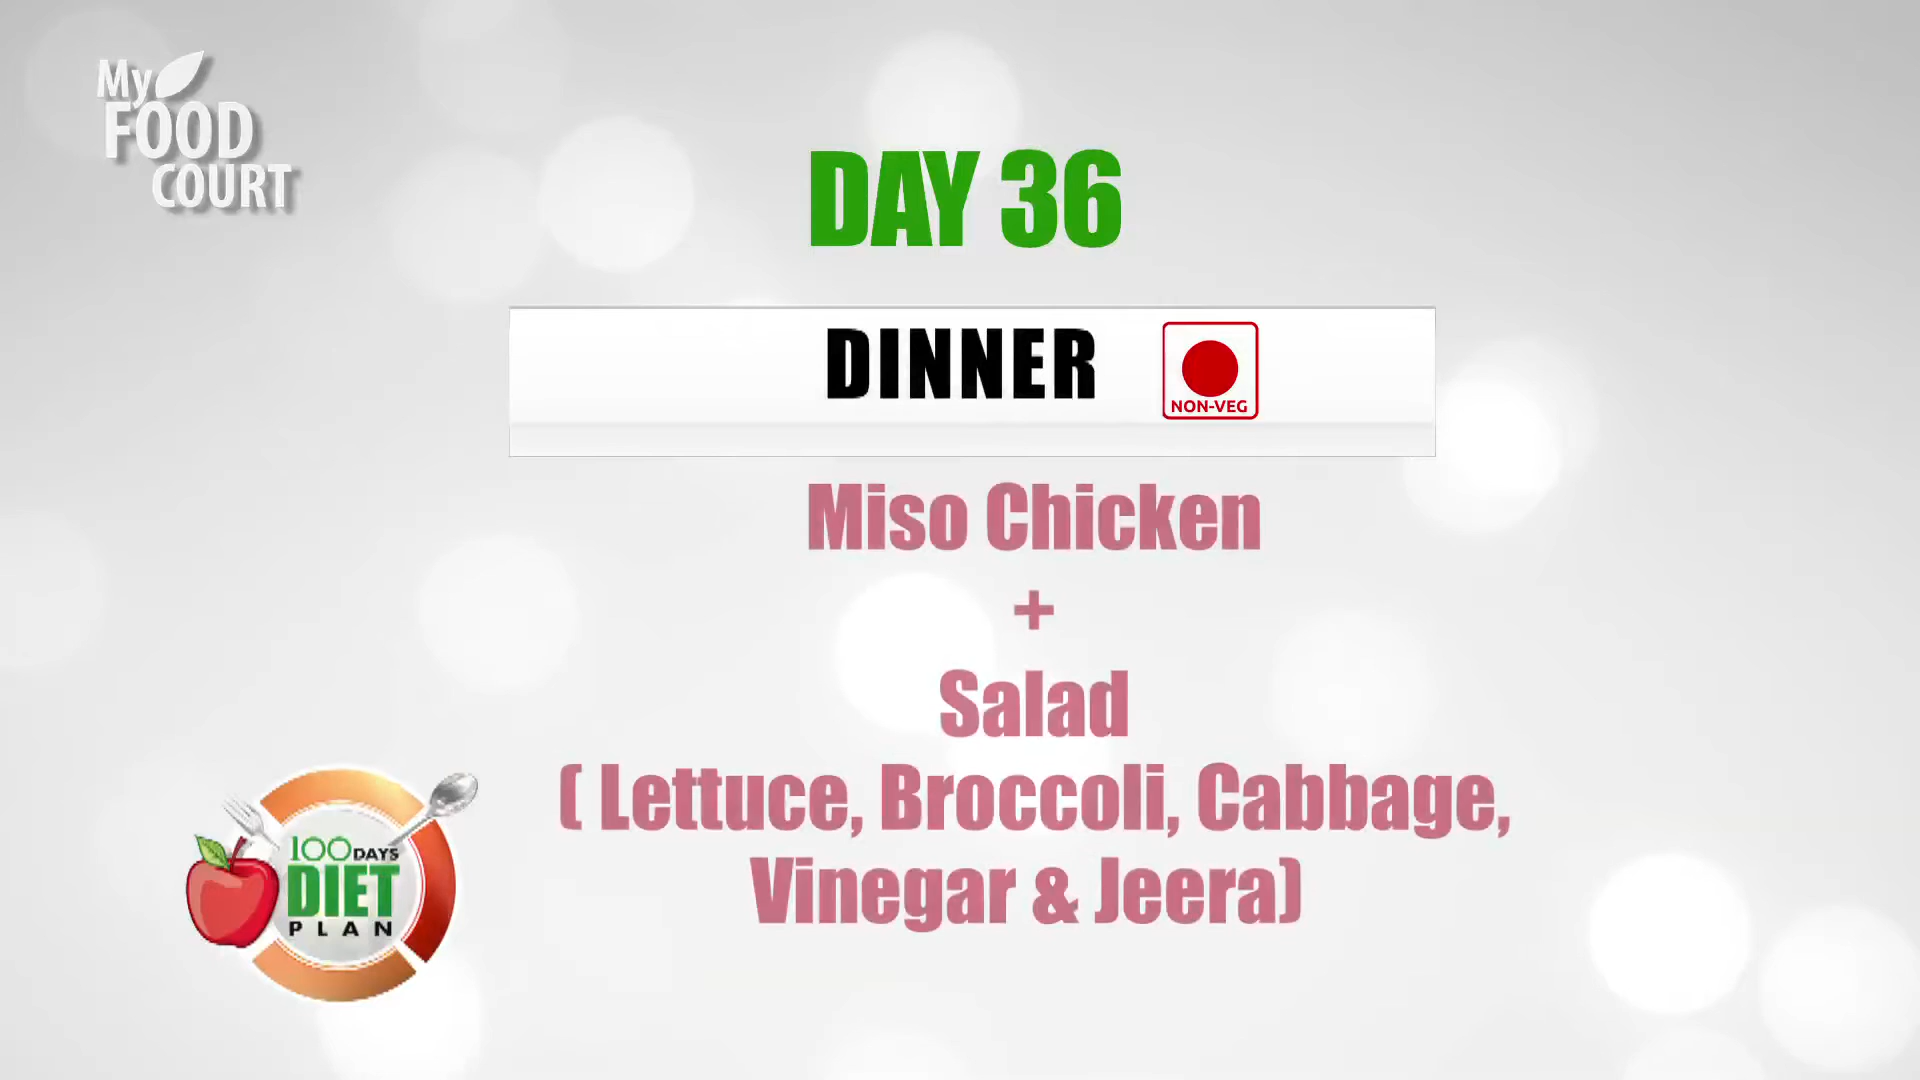 My
FOOD
COURT
DAY 36
DINNER
NON-VEG
Miso Chicken
+
Salad
( Lettuce, Broccoli, Cabbage,
Vinegar & Jeera)
100 DAYS
DIET
PLAN